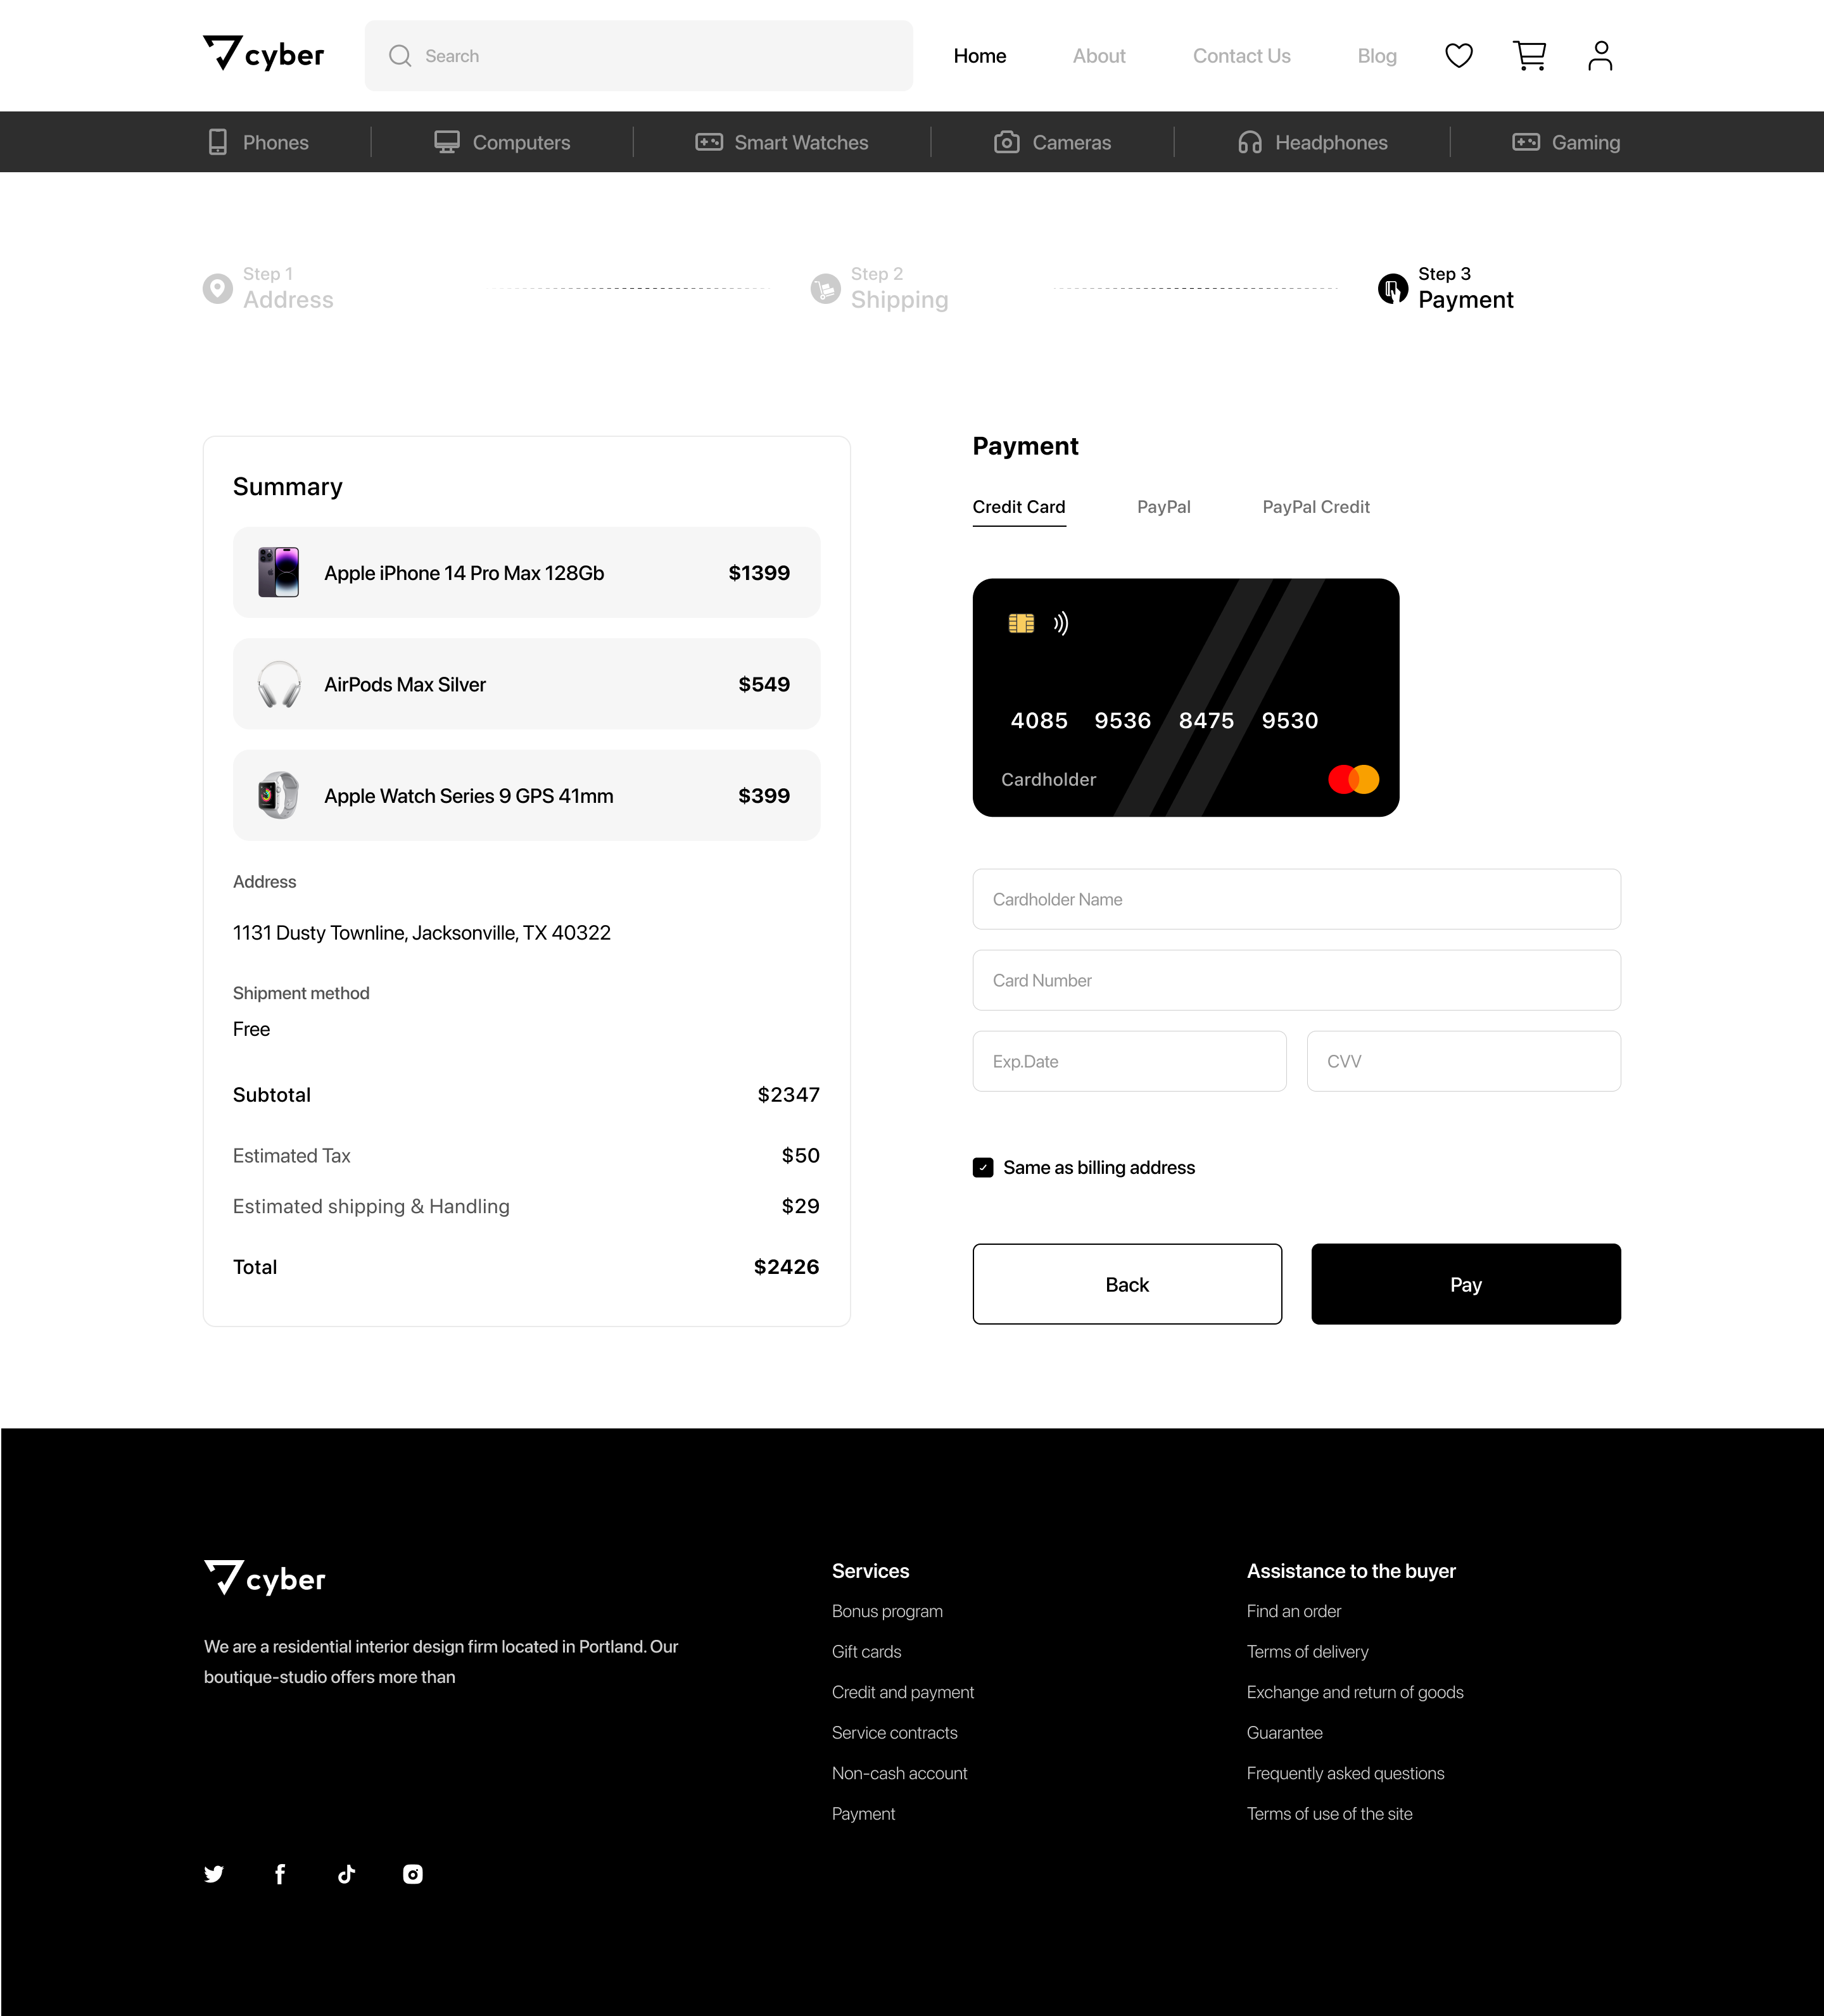 cyber
Search
Home
About
Contact Us
Blog
Phones
Computers
Smart Watches
Cameras
Headphones
Gaming
Step 1
Address
Step 2
Shipping
Step 3
Payment
Summary
Apple iPhone 14 Pro Max 128Gb
$1399
AirPods Max Silver
$549
Apple Watch Series 9 GPS 41mm
$399
Address
1131 Dusty Townline, Jacksonville, TX 40322
Shipment method
Free
Subtotal
$2347
Estimated Tax
$50
Estimated shipping & Handling
$29
Total
$2426
Payment
Credit Card
PayPal
PayPal Credit
4085 9536 8475 9530
Cardholder
Cardholder Name
Card Number
Exp.Date
CVV
Same as billing address
Back
Pay
cyber
We are a residential interior design firm located in Portland. Our
boutique-studio offers more than
Services
Bonus program
Gift cards
Credit and payment
Service contracts
Non-cash account
Payment
Assistance to the buyer
Find an order
Terms of delivery
Exchange and return of goods
Guarantee
Frequently asked questions
Terms of use of the site